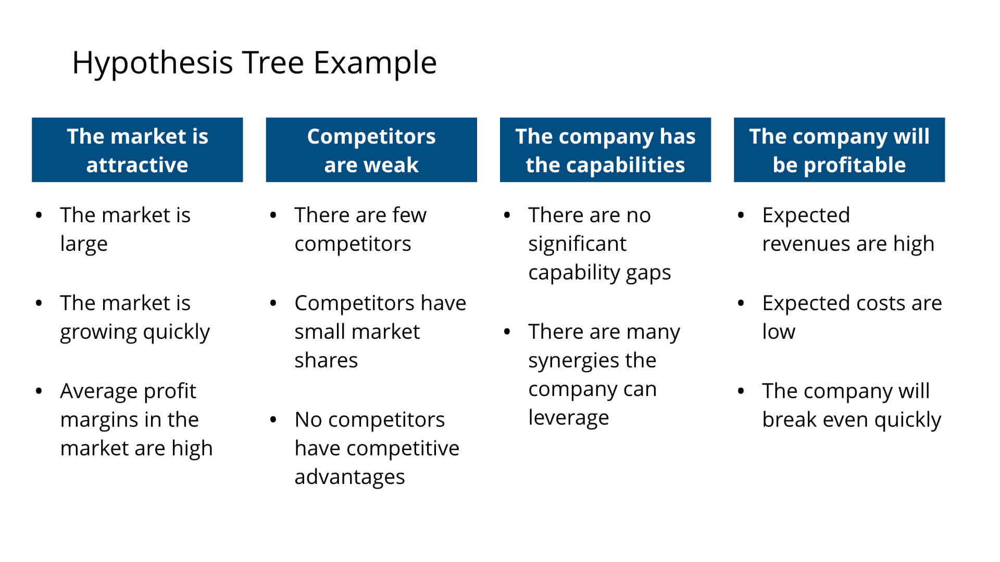 Hypothesis Tree Example
The market is
attractive
• The market is
large
• The market is
growing quickly
• Average profit
margins in the
market are high
Competitors
are weak
• There are few
competitors
• Competitors have
small market
shares
• No competitors
have competitive
advantages
The company has
the capabilities
• There are no
significant
capability gaps
• There are many
synergies the
company can
leverage
The company will
be profitable
• Expected
revenues are high
• Expected costs are
low
• The company will
break even quickly